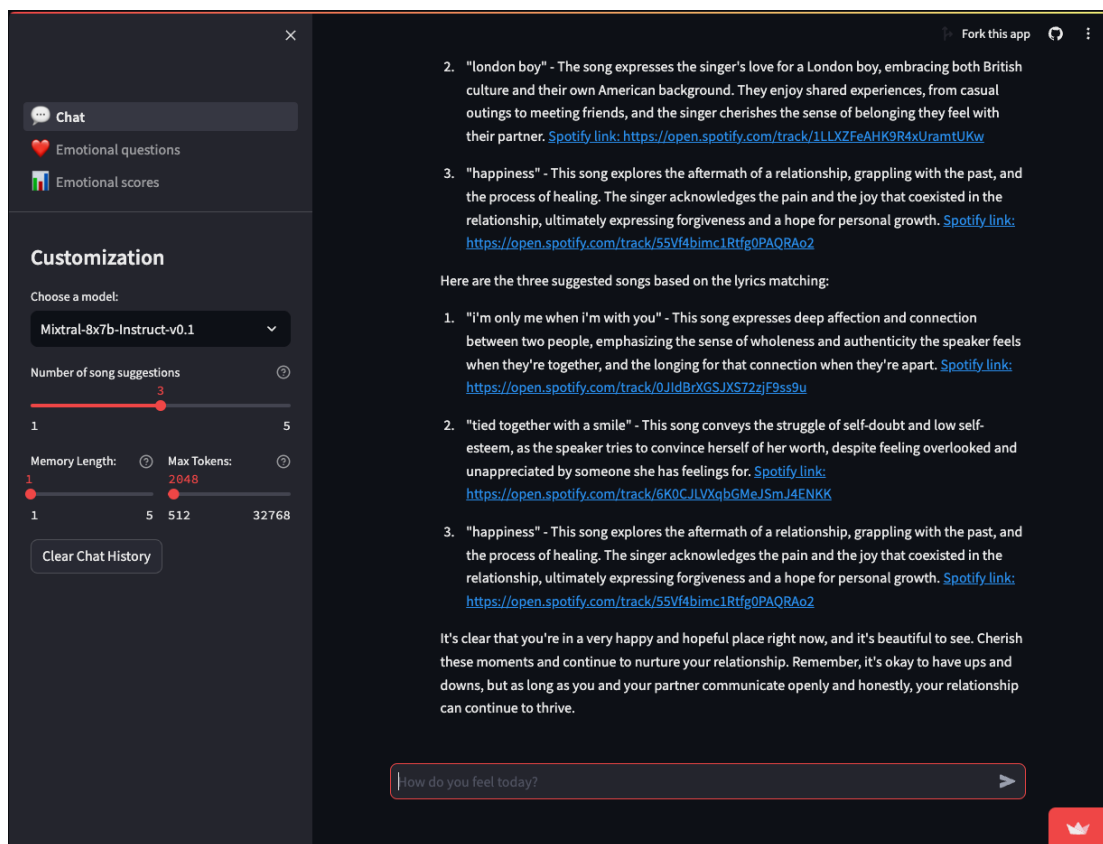 Fork this app
Chat
Emotional questions
Emotional scores
Customization
Choose a model:
Mixtral-8x7b-Instruct-v0.1
Number of song suggestions
3
1 5
Memory Length: Max Tokens:
1 2048
1 5 512 32768
Clear Chat History
2. "london boy" - The song expresses the singer's love for a London boy, embracing both British
culture and their own American background. They enjoy shared experiences, from casual
outings to meeting friends, and the singer cherishes the sense of belonging they feel with
their partner. Spotify link: https://open.spotify.com/track/1LLXZFeAHK9R4xUramtUKw
3. "happiness" - This song explores the aftermath of a relationship, grappling with the past, and
the process of healing. The singer acknowledges the pain and the joy that coexisted in the
relationship, ultimately expressing forgiveness and a hope for personal growth. Spotify link:
https://open.spotify.com/track/55Vf4bimc1Rtfg0PAQRAo2
Here are the three suggested songs based on the lyrics matching:
1. "i'm only me when i'm with you" - This song expresses deep affection and connection
between two people, emphasizing the sense of wholeness and authenticity the speaker feels
when they're together, and the longing for that connection when they're apart. Spotify link:
https://open.spotify.com/track/0JIdBrXGSJXS72zjF9ss9u
2. "tied together with a smile" - This song conveys the struggle of self-doubt and low self-
esteem, as the speaker tries to convince herself of her worth, despite feeling overlooked and
unappreciated by someone she has feelings for. Spotify link:
https://open.spotify.com/track/6K0CJLVXqbGMeJSmJ4ENKK
3. "happiness" - This song explores the aftermath of a relationship, grappling with the past, and
the process of healing. The singer acknowledges the pain and the joy that coexisted in the
relationship, ultimately expressing forgiveness and a hope for personal growth. Spotify link:
https://open.spotify.com/track/55Vf4bimc1Rtfg0PAQRAo2
It's clear that you're in a very happy and hopeful place right now, and it's beautiful to see. Cherish
these moments and continue to nurture your relationship. Remember, it's okay to have ups and
downs, but as long as you and your partner communicate openly and honestly, your relationship
can continue to thrive.
How do you feel today?